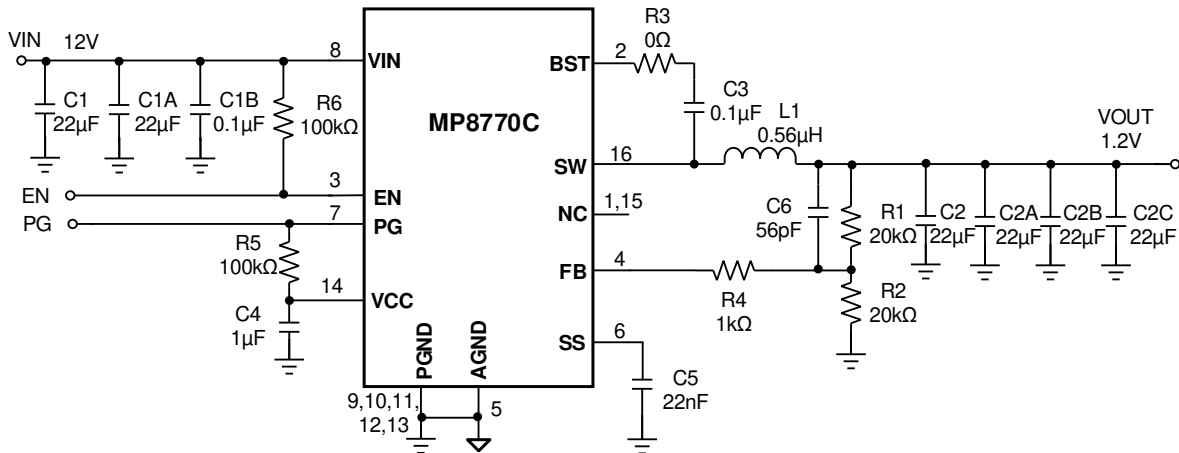 VIN
12V
8
VIN
C1
22µF
C1A
22µF
C1B
0.1µF
R6
100kΩ
EN
3
EN
PG
7
PG
R5
100kΩ
14
VCC
C4
1µF
MP8770C
PGND
AGND
9,10,11,
12,13
5
BST
2
R3
0Ω
C3
0.1µF
SW
16
L1
0.56µH
VOUT
1.2V
NC
1,15
C6
56pF
R1
20kΩ
C2
22µF
C2A
22µF
C2B
22µF
C2C
22µF
FB
4
R4
1kΩ
R2
20kΩ
SS
6
C5
22nF